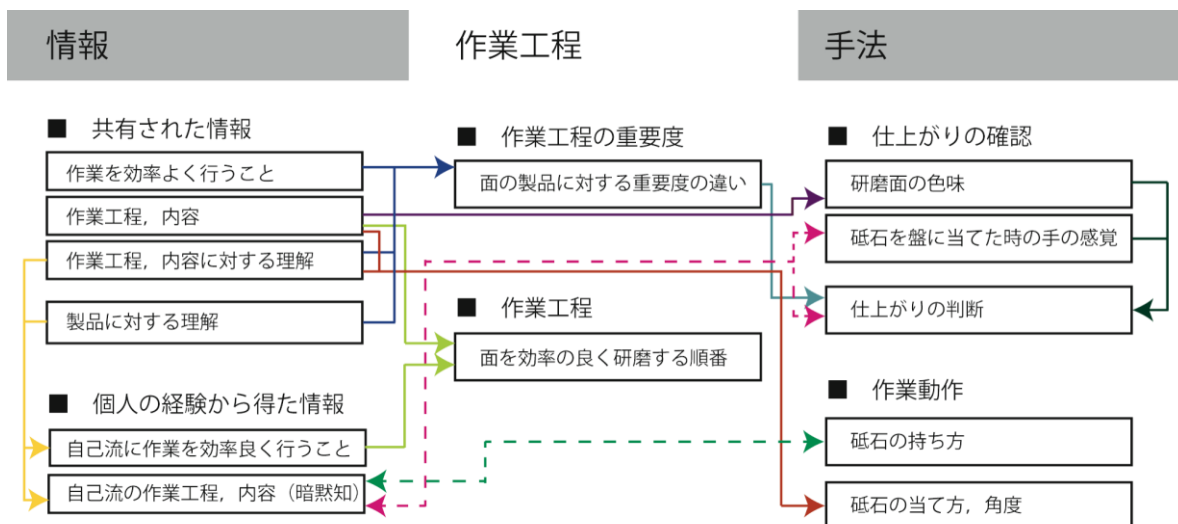 情報
作業工程
手法
■ 共有された情報
作業を効率よく行うこと
作業工程，内容
作業工程，内容に対する理解
製品に対する理解
■ 個人の経験から得た情報
自己流に作業を効率良く行うこと
自己流の作業工程，内容（暗黙知）
■ 作業工程の重要度
面の製品に対する重要度の違い
■ 作業工程
面を効率の良く研磨する順番
■ 仕上がりの確認
研磨面の色味
砥石を盤に当てた時の手の感覚
仕上がりの判断
■ 作業動作
砥石の持ち方
砥石の当て方，角度